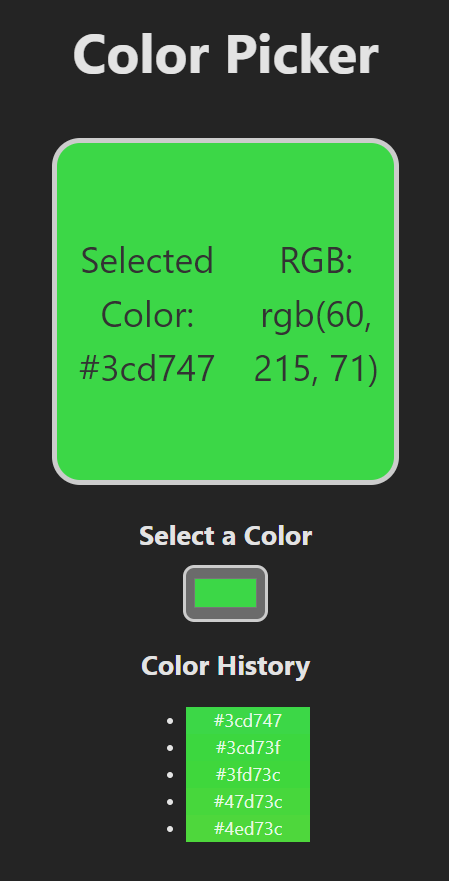 Color Picker
Selected
Color:
#3cd747
RGB:
rgb(60,
215, 71)
Select a Color
Color History
#3cd747
#3cd73f
#3fd73c
#47d73c
#4ed73c